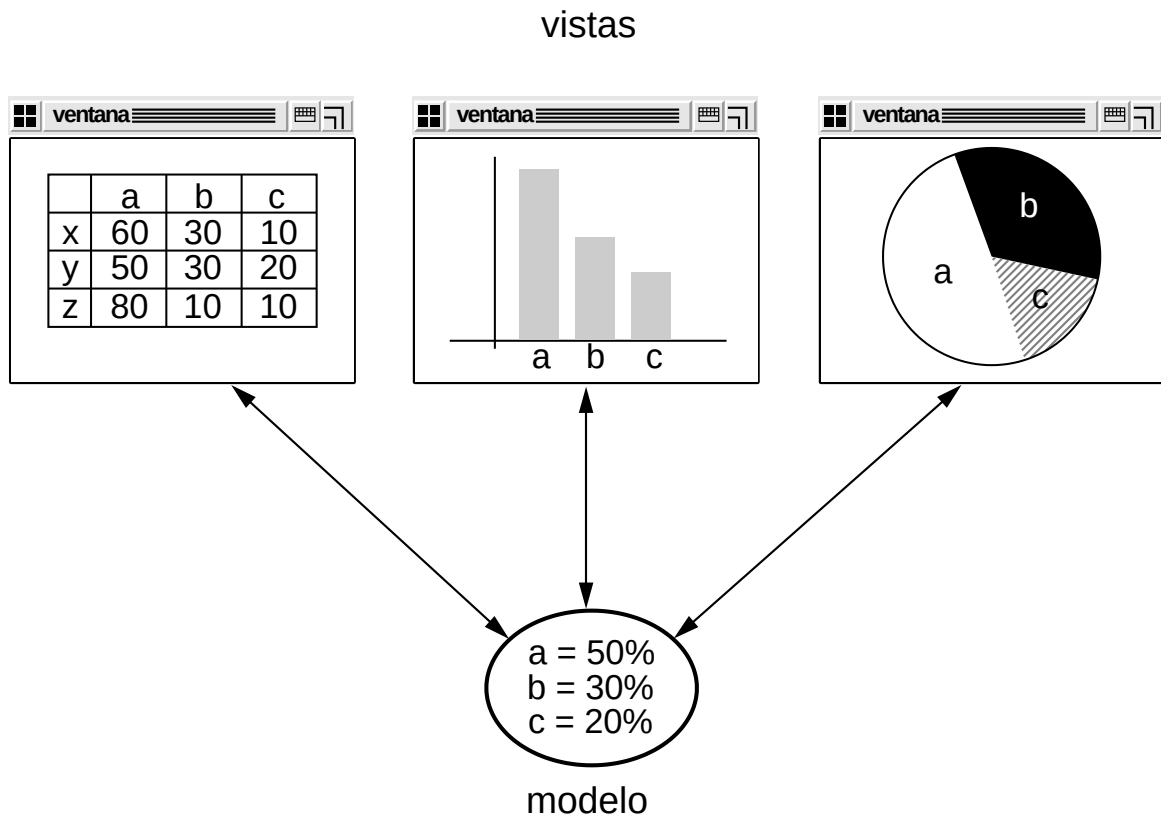 vistas
ventana
a b c
x 60 30 10
y 50 30 20
z 80 10 10
ventana
a b c
ventana
b
a
c
a = 50%
b = 30%
c = 20%
modelo